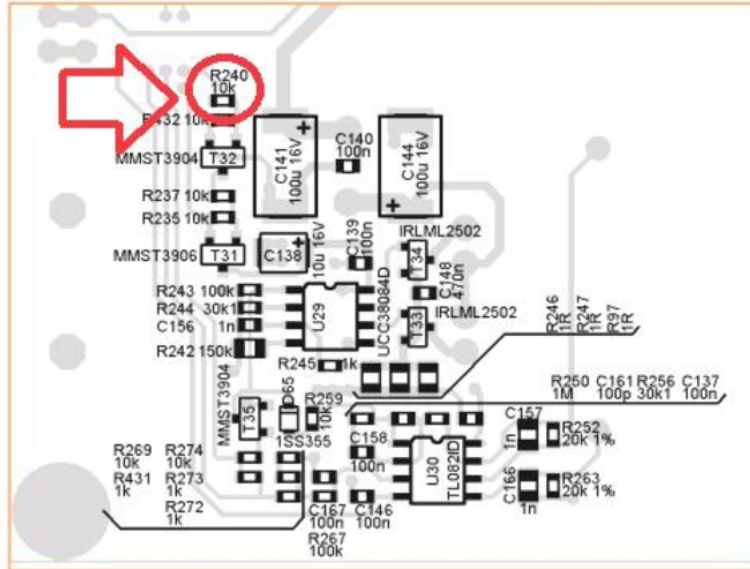 R240
10k
R432 10k
MMST3904
T32
R237 10k
R235 10k
MMST3906
T31
C141
100u 16V
C140
100n
C144
100u 16V
C138
10u 16V
C139
100n
IRLML2502
T34
C148
470n
IRLML2502
T33
R243 100k
R244 30k1
C156 1n
R242 150k
U29
UCC38084D
R245 1k
R246
1R
R247
1R
R97
1R
R250 C161 R256 C137
1M 100p 30k1 100n
MMST3904
T35
D65
1SS355
R259
10k
C157
1n
R252
20k 1%
C158
100n
U30
TL082ID
C166
1n
R263
20k 1%
R269 R274
10k 10k
R431 R273
1k 1k
R272
1k
C167 C146
100n 100n
R267
100k